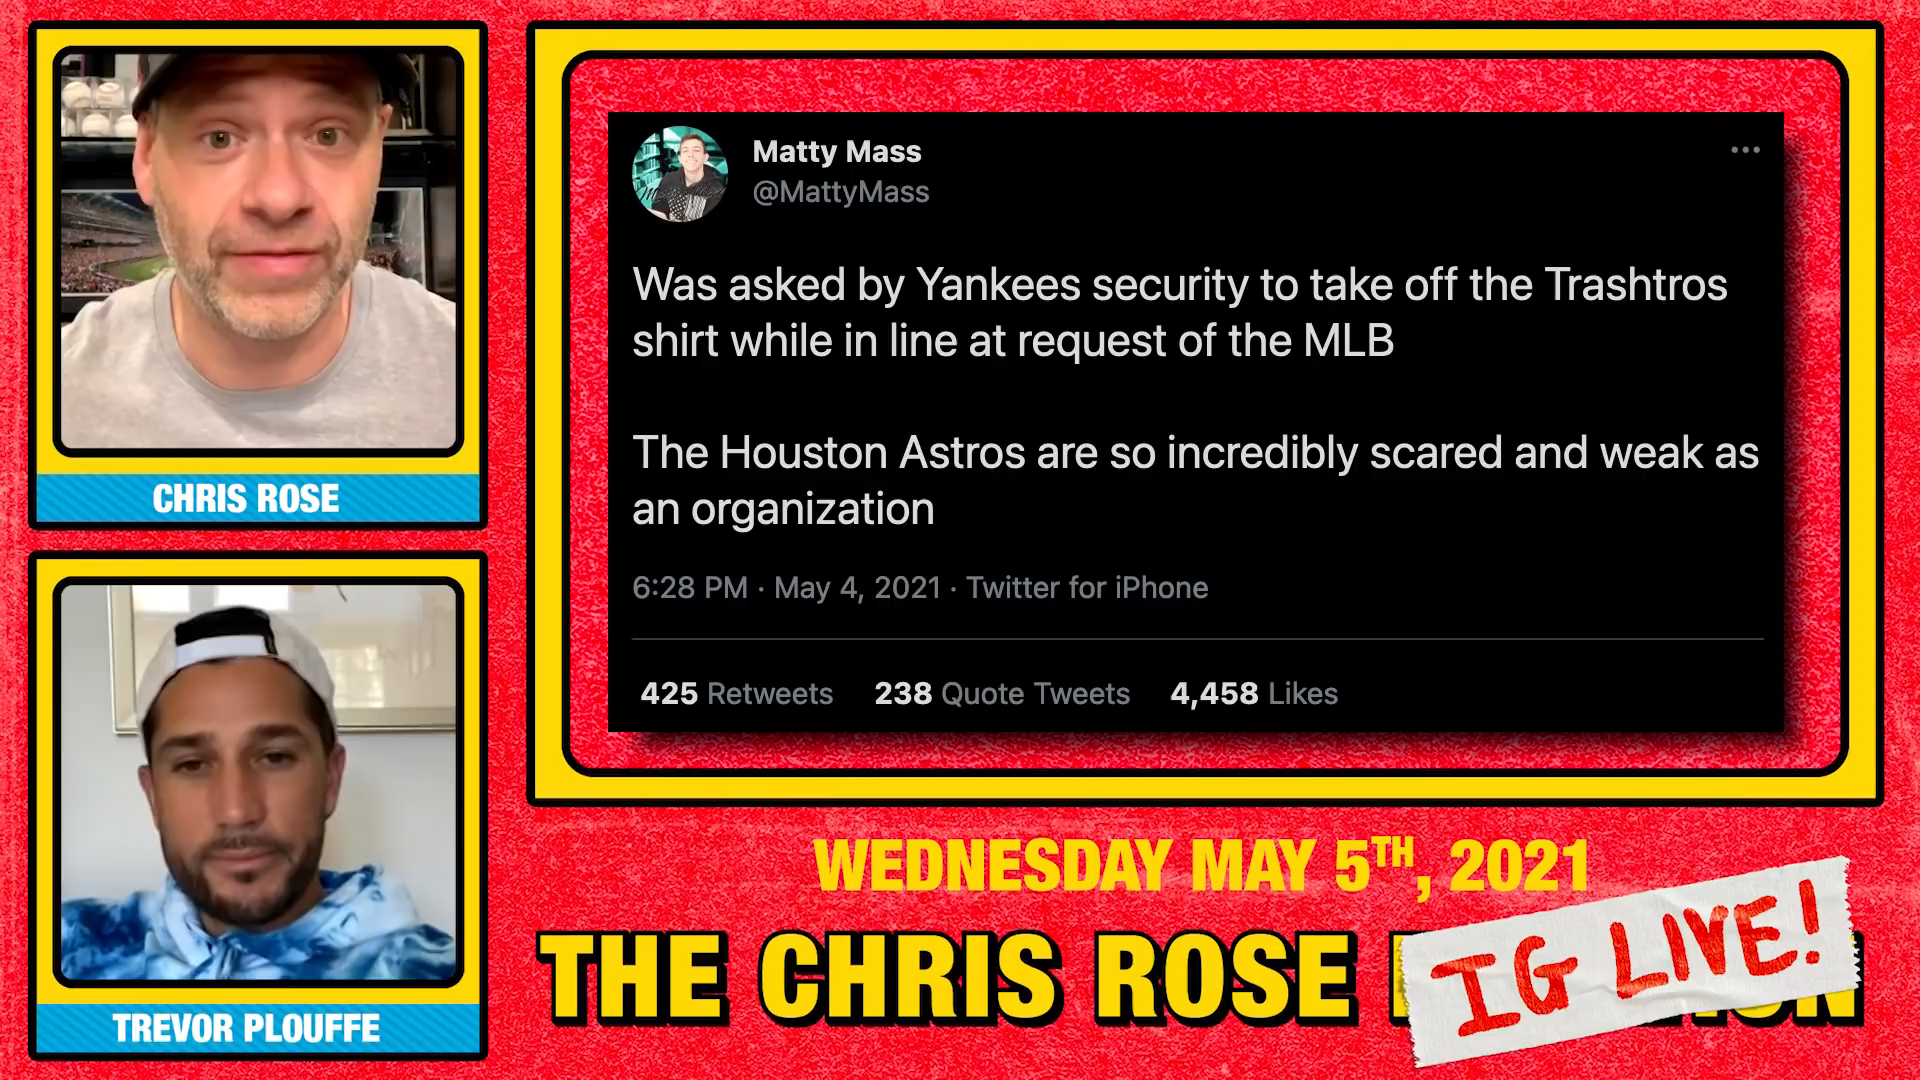 CHRIS ROSE
TREVOR PLOUFFE
Matty Mass
@MattyMass
Was asked by Yankees security to take off the Trashtros
shirt while in line at request of the MLB
The Houston Astros are so incredibly scared and weak as
an organization
6:28 PM · May 4, 2021 · Twitter for iPhone
425 Retweets 238 Quote Tweets 4,458 Likes
WEDNESDAY MAY 5TH, 2021
THE CHRIS ROSE
IG LIVE!